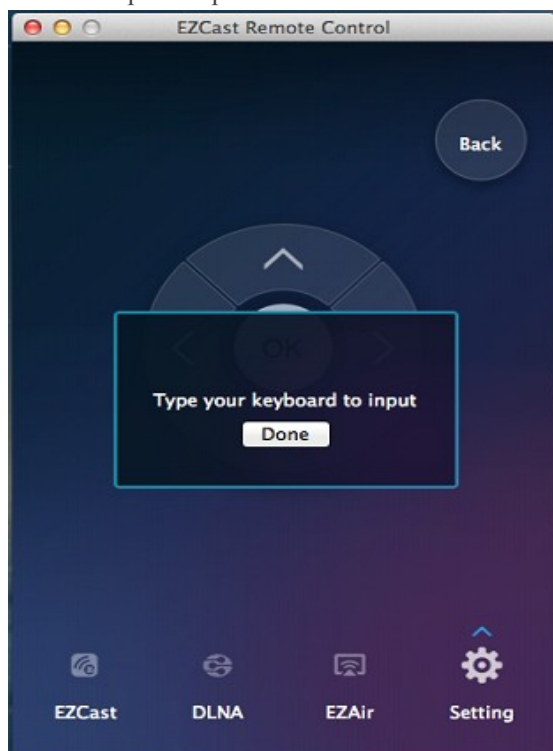 EZCast Remote Control
Back
OK
Type your keyboard to input
Done
EZCast DLNA EZAir Setting